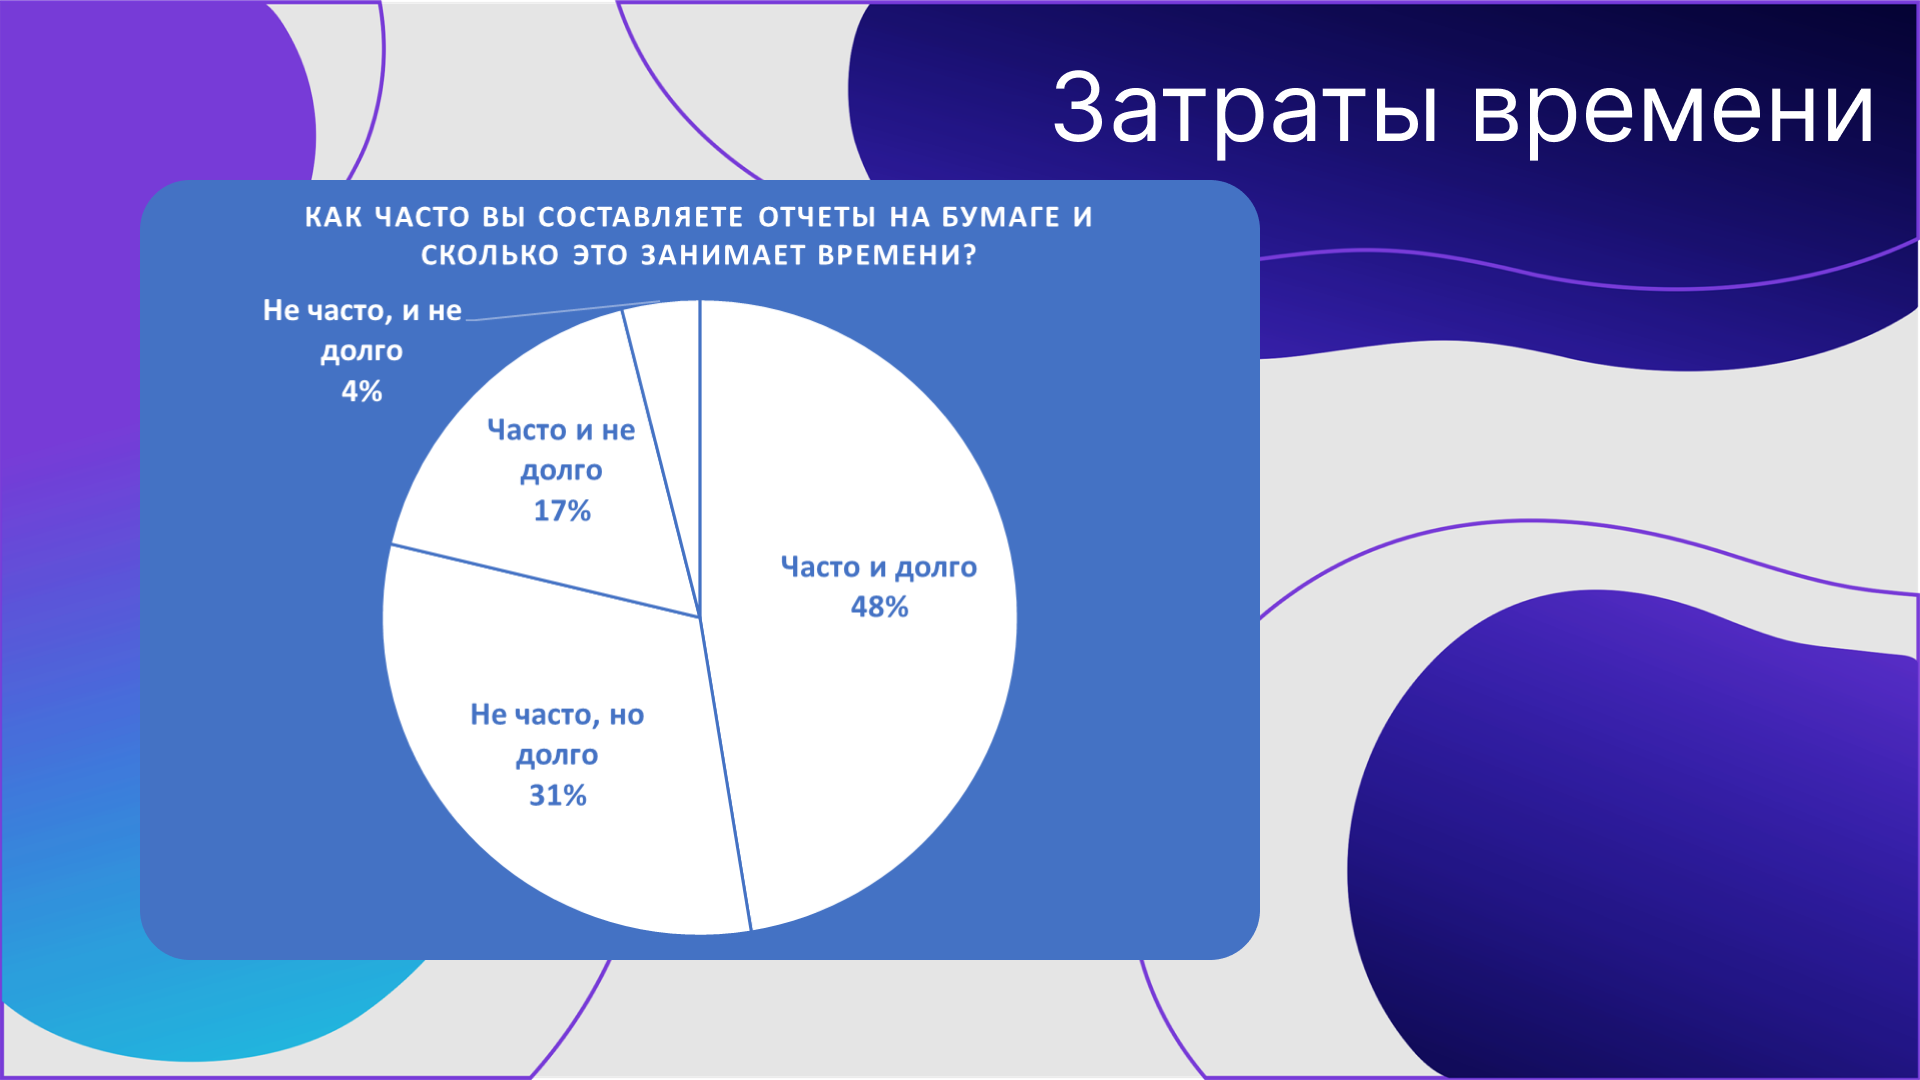 Затраты времени
КАК ЧАСТО ВЫ СОСТАВЛЯЕТЕ ОТЧЕТЫ НА БУМАГЕ И
СКОЛЬКО ЭТО ЗАНИМАЕТ ВРЕМЕНИ?
Не часто, и не
долго
4%
Часто и не
долго
17%
Часто и долго
48%
Не часто, но
долго
31%